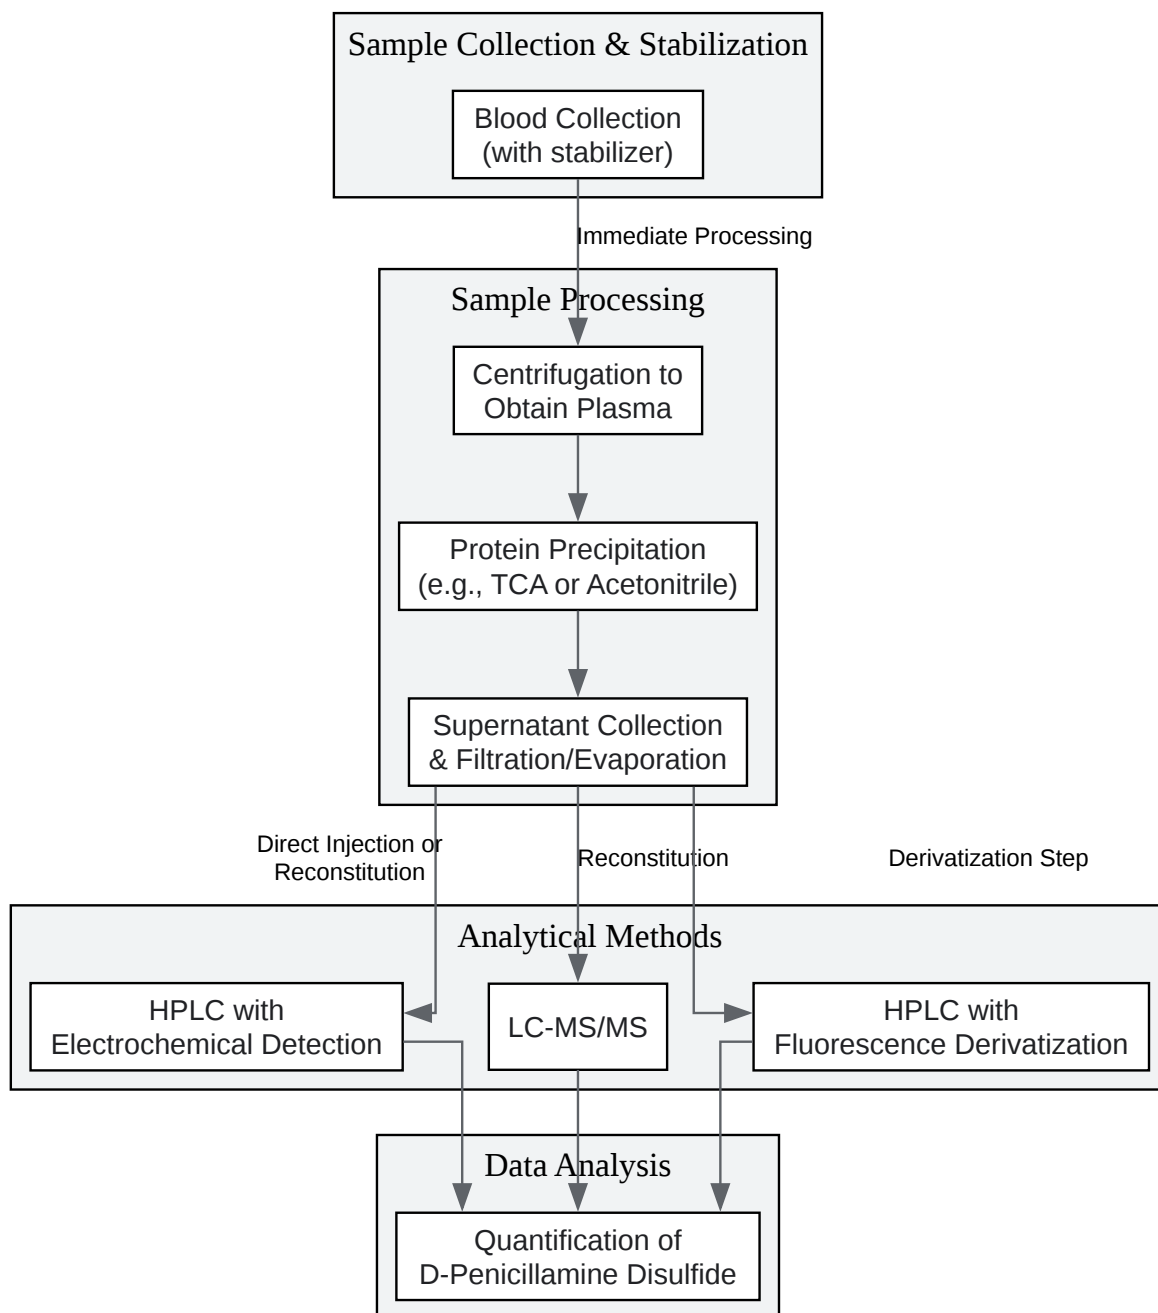 Sample Collection & Stabilization
Blood Collection
(with stabilizer)
Immediate Processing
Sample Processing
Centrifugation to
Obtain Plasma
Protein Precipitation
(e.g., TCA or Acetonitrile)
Supernatant Collection
& Filtration/Evaporation
Direct Injection or
Reconstitution
Reconstitution
Derivatization Step
Analytical Methods
HPLC with
Electrochemical Detection
LC-MS/MS
HPLC with
Fluorescence Derivatization
Data Analysis
Quantification of
D-Penicillamine Disulfide